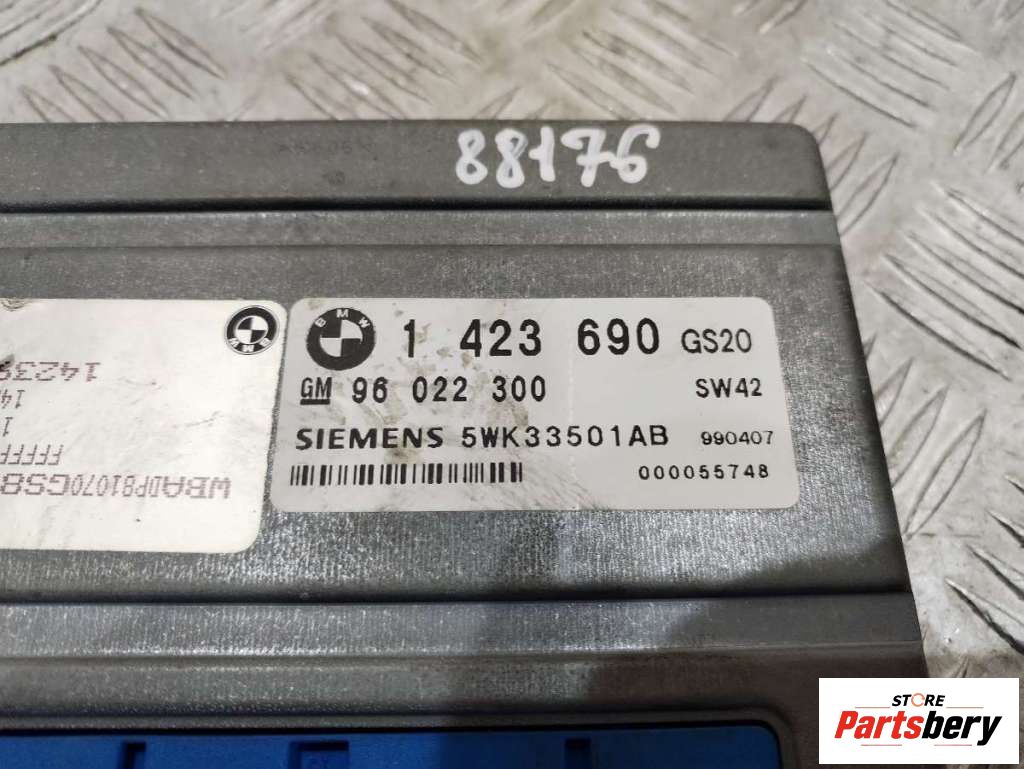 88176
BMW 1 423 690 GS20
GM 96 022 300 SW42
SIEMENS 5WK33501AB 990407
000055748
BMW
WBADP81070GS8
FFFFF
STORE
Partsbery